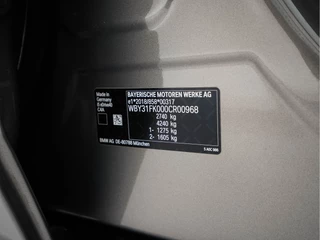 Made in
Germany
BAYERISCHE MOTOREN WERKE AG
e1*2018/858*00317
WBY31FK000CR00968
2740 kg
4240 kg
1- 1275 kg
2- 1605 kg
BMW AG DE-80788 München